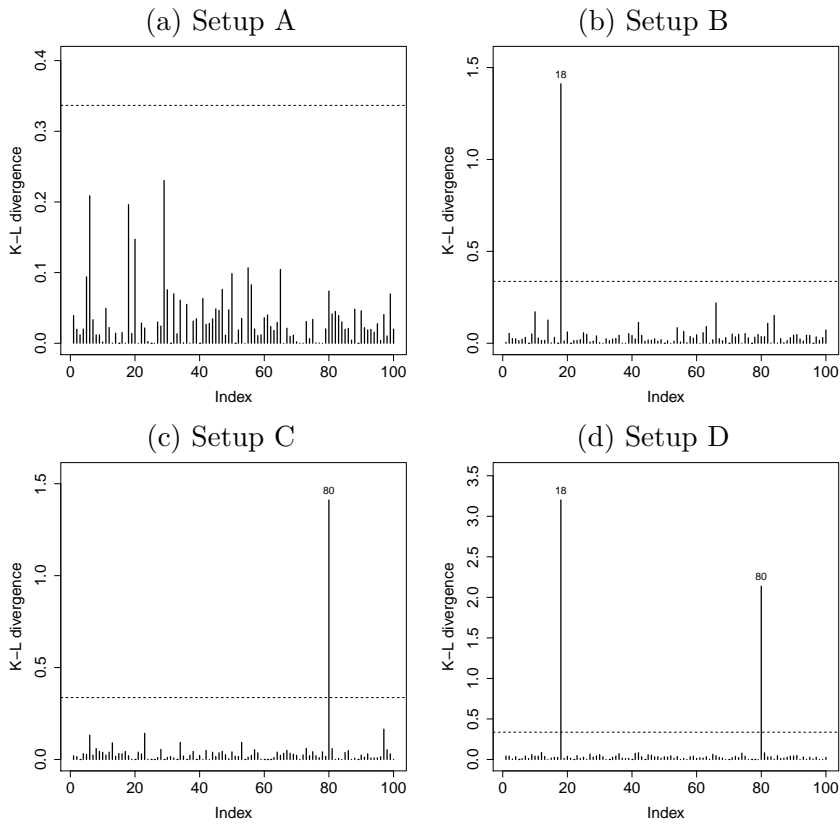 (a) Setup A
K−L divergence
0.4
0.3
0.2
0.1
0.0
0 20 40 60 80 100
Index
(b) Setup B
K−L divergence
1.5
1.0
0.5
0.0
18
0 20 40 60 80 100
Index
(c) Setup C
K−L divergence
1.5
1.0
0.5
0.0
80
0 20 40 60 80 100
Index
(d) Setup D
K−L divergence
3.5
3.0
2.5
2.0
1.5
1.0
0.5
0.0
18
80
0 20 40 60 80 100
Index